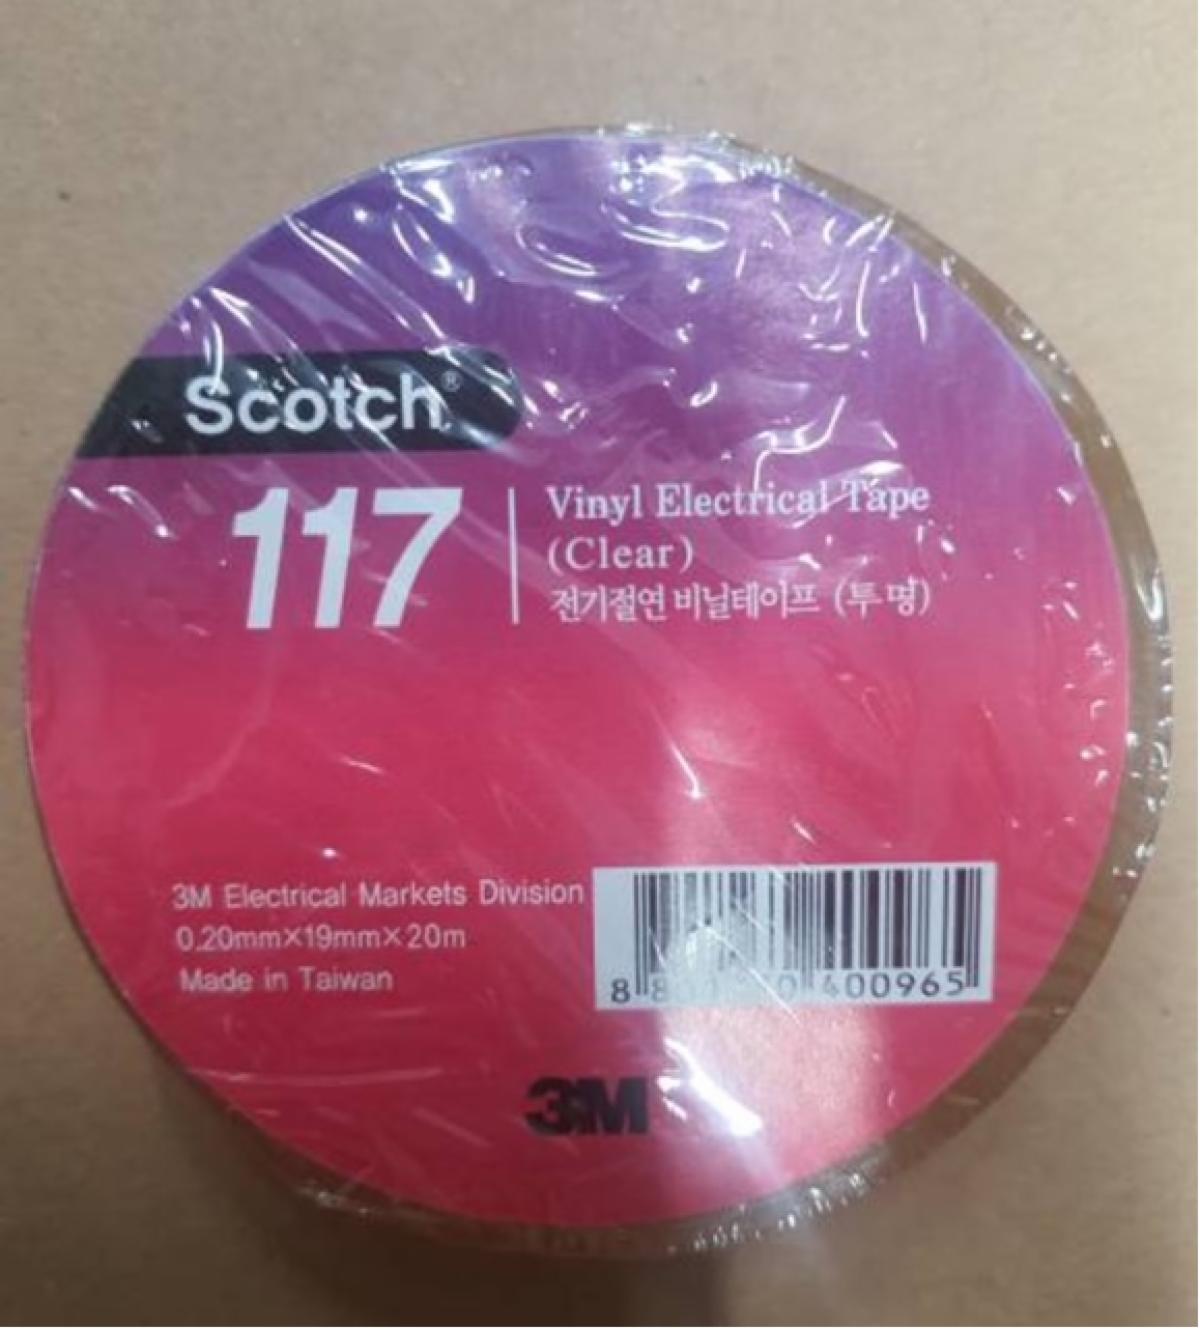 Scotch®
117
Vinyl Electrical Tape
(Clear)
전기절연 비닐테이프 (투명)
3M Electrical Markets Division
0.20mm×19mm×20m
Made in Taiwan
400965
3M